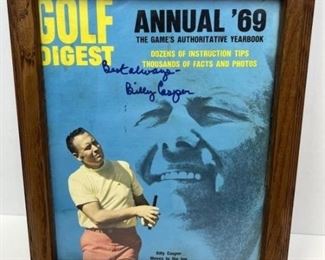 GOLF
DIGEST
ANNUAL '69
THE GAME'S AUTHORITATIVE YEARBOOK
DOZENS OF INSTRUCTION TIPS
THOUSANDS OF FACTS AND PHOTOS
Best always-
Billy Casper
Billy Casper